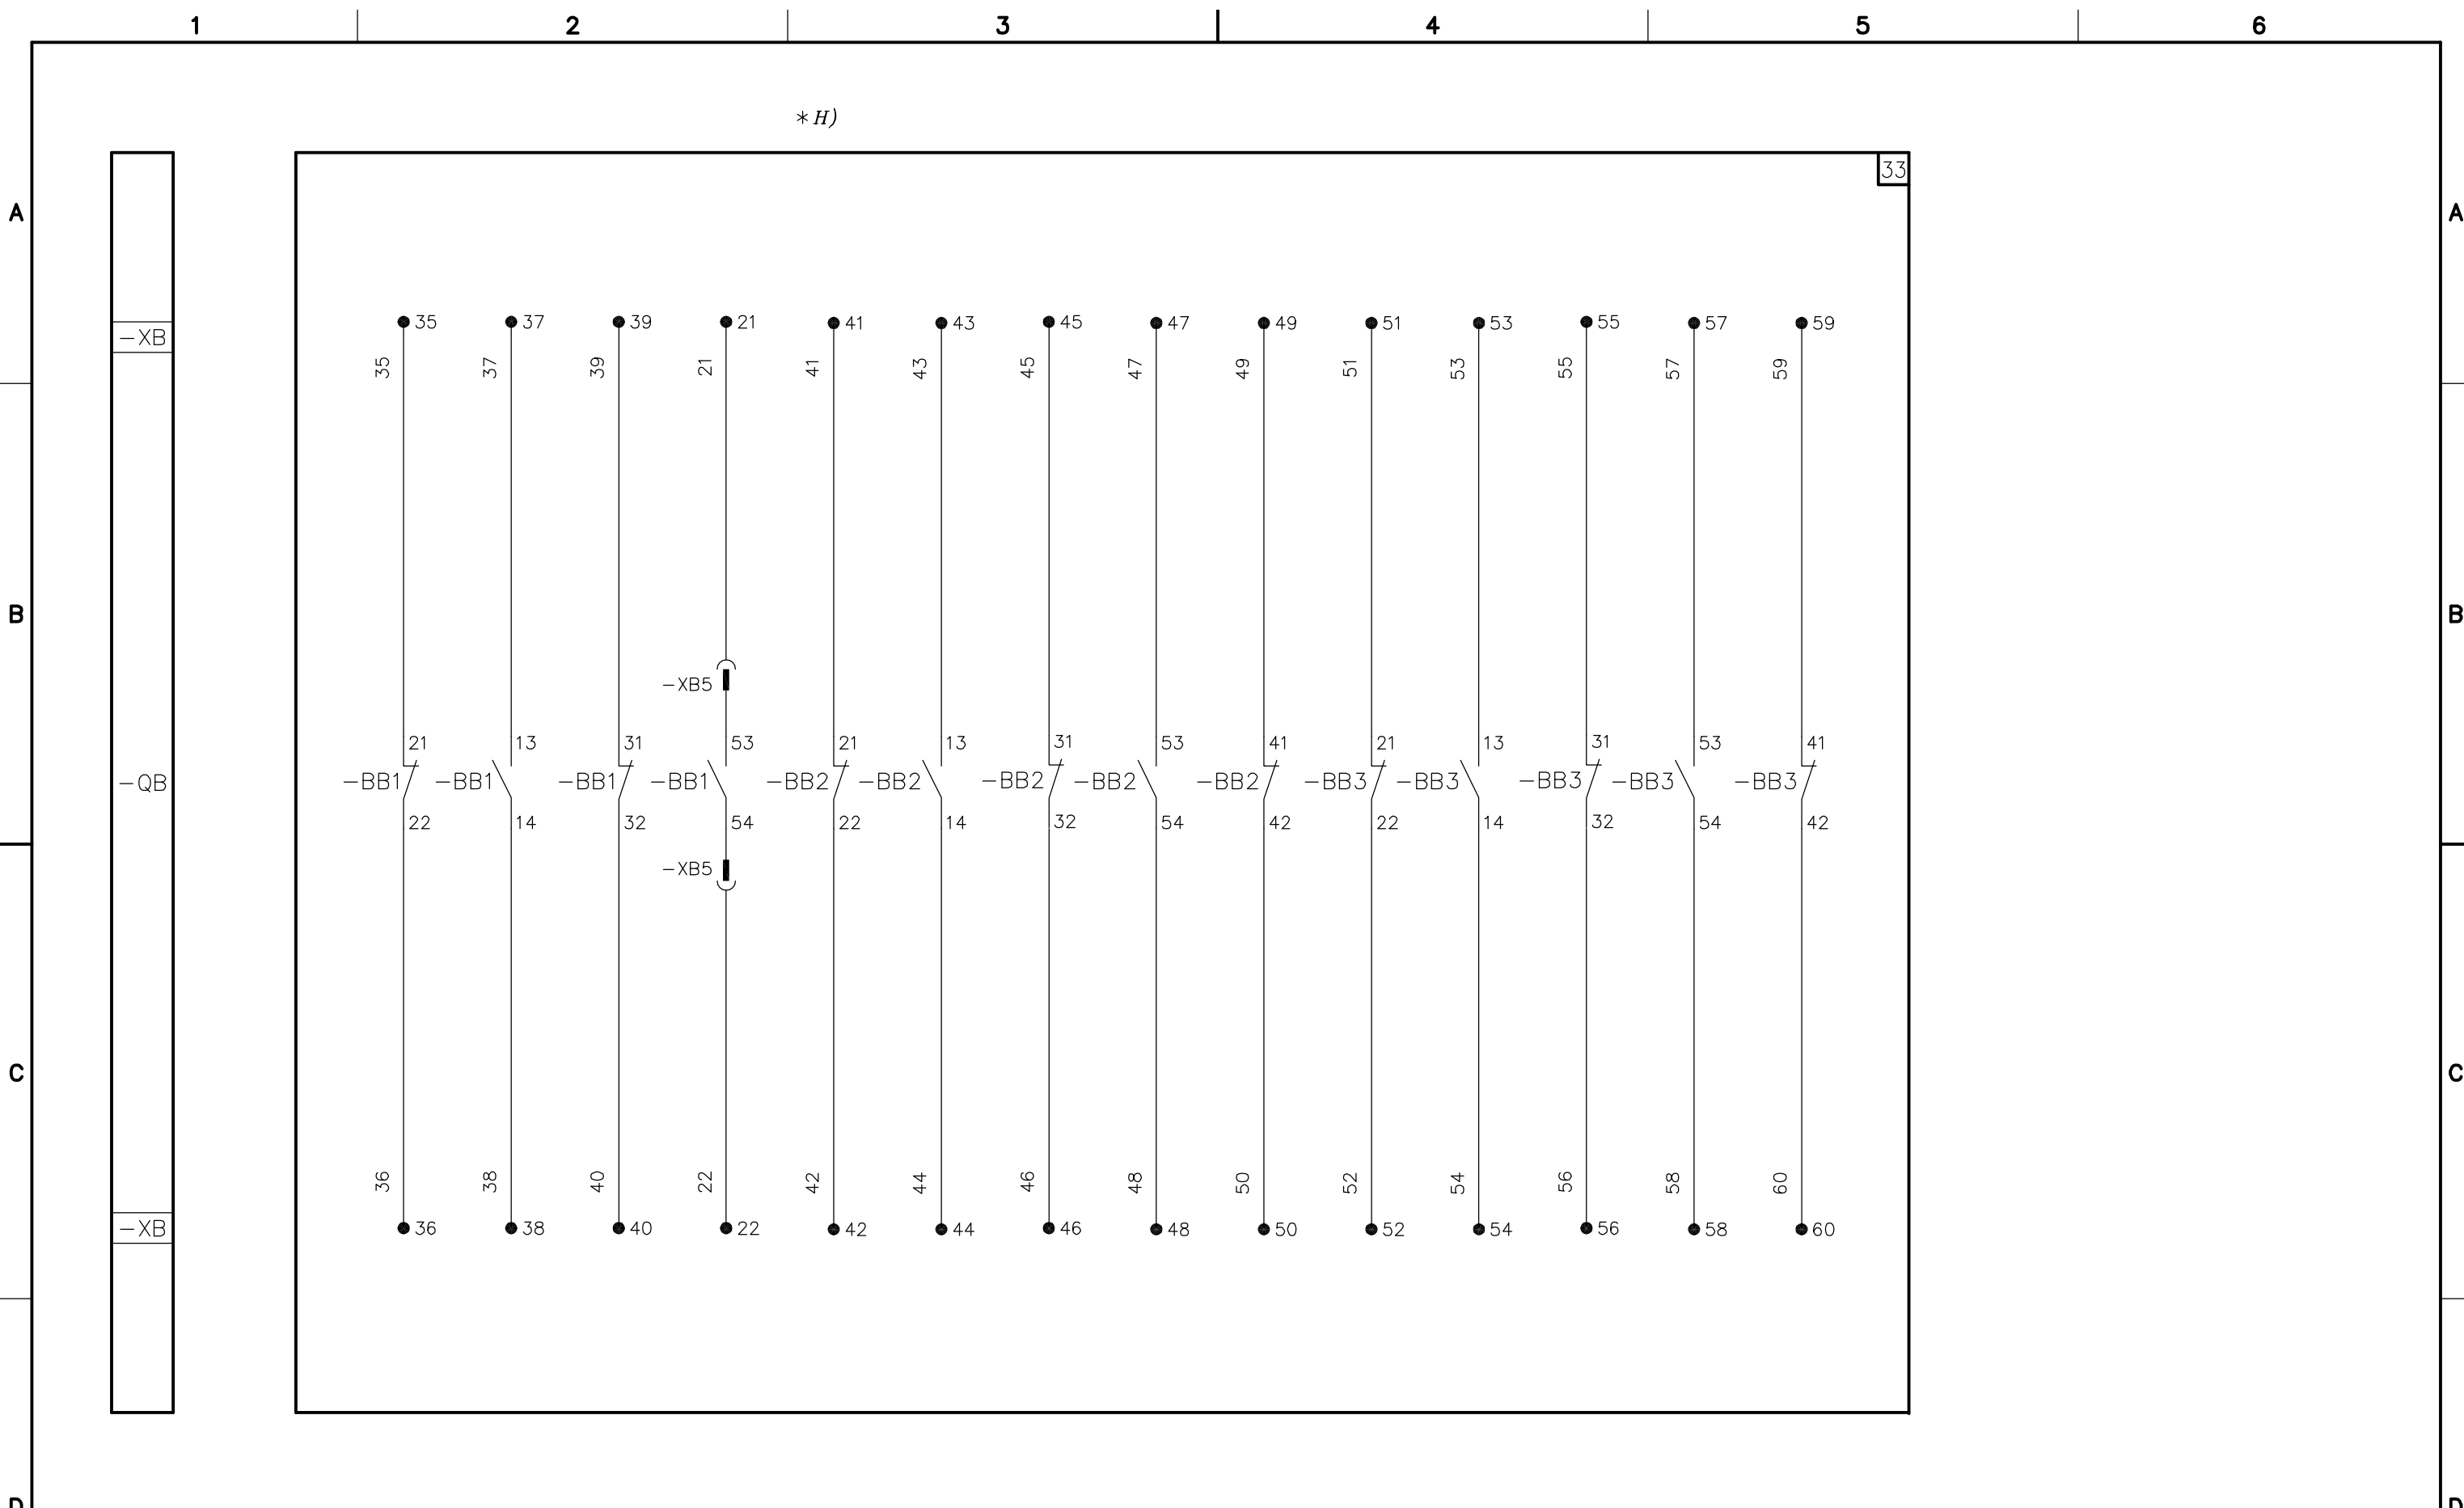 1 2 3 4 5 6
*H)
33
A A
35 37 39 21 41 43 45 47 49 51 53 55 57 59
-XB
35 37 39 21 41 43 45 47 49 51 53 55 57 59
B B
-XB5
21 13 31 53 21 13 31 53 41 21 13 31 53 41
-QB -BB1 -BB1 -BB1 -BB1 -BB2 -BB2 -BB2 -BB2 -BB2 -BB3 -BB3 -BB3 -BB3 -BB3
22 14 32 54 22 14 32 54 42 22 14 32 54 42
-XB5
C C
36 38 40 22 42 44 46 48 50 52 54 56 58 60
-XB 36 38 40 22 42 44 46 48 50 52 54 56 58 60
D D